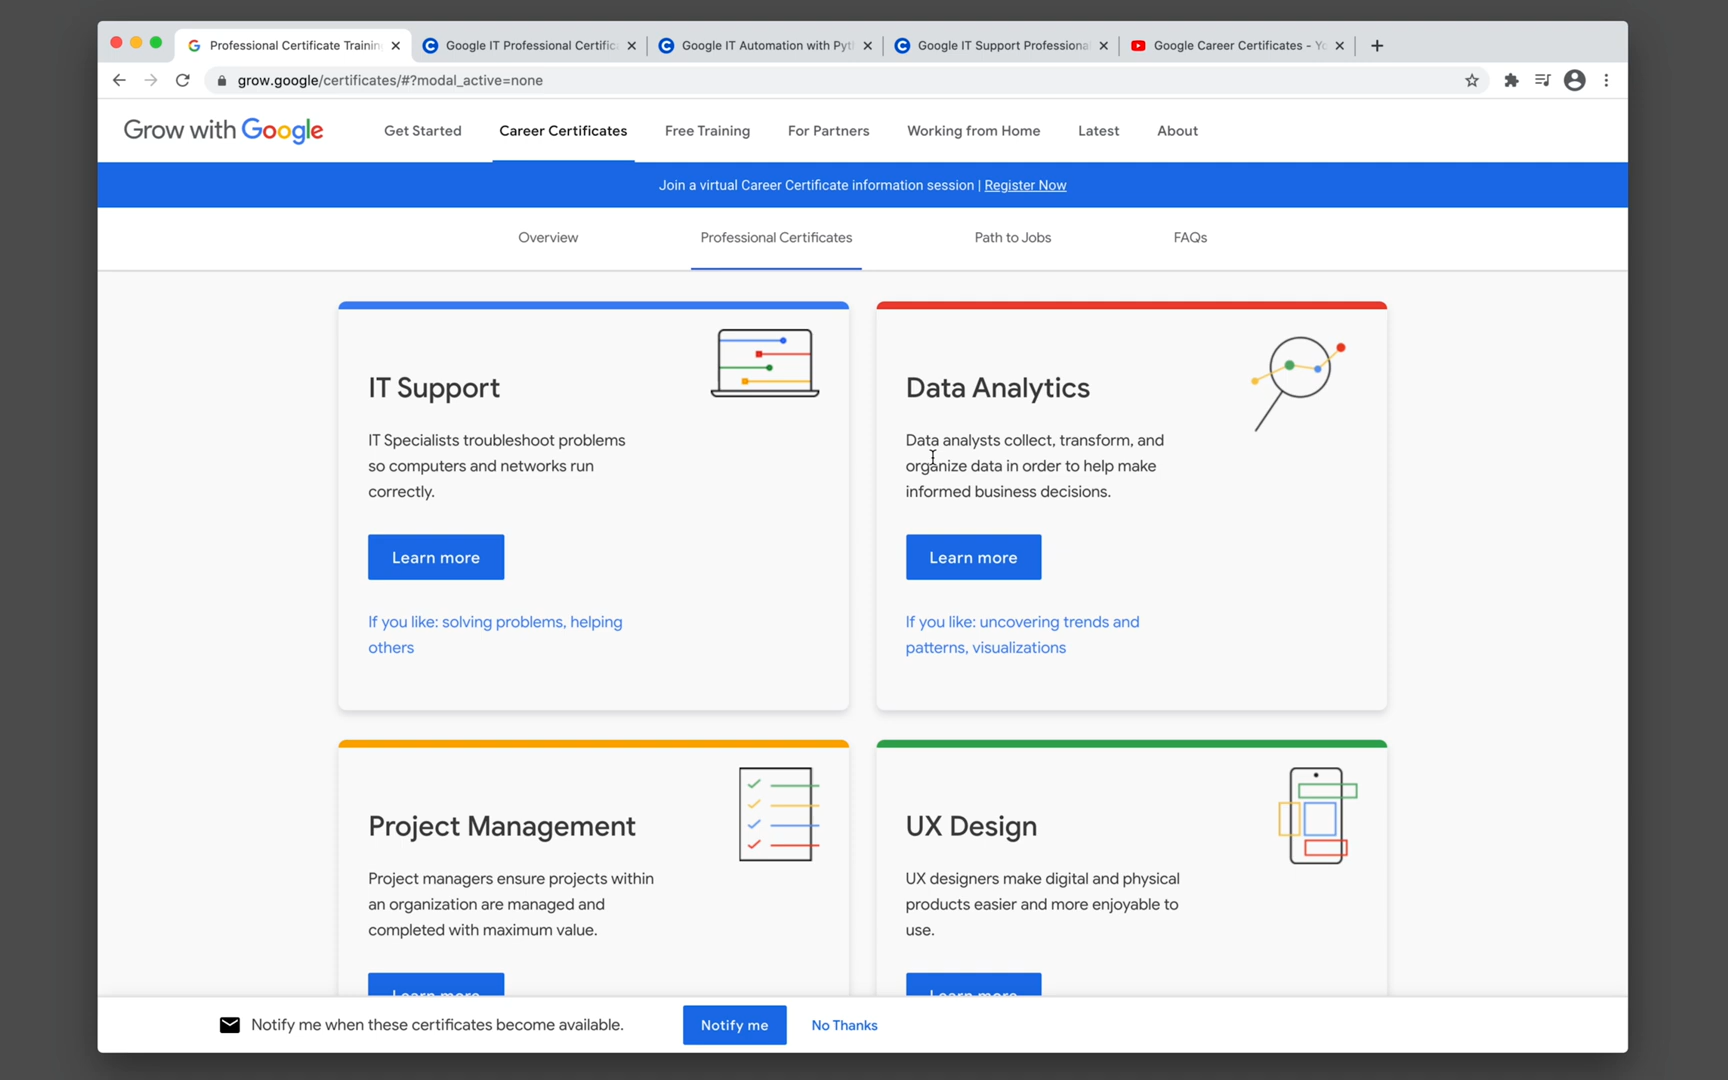 Professional Certificate Trainin
Google IT Professional Certific
Google IT Automation with Pyt
Google IT Support Professiona
Google Career Certificates - Yo
grow.google/certificates/#?modal_active=none
Grow with Google
Get Started
Career Certificates
Free Training
For Partners
Working from Home
Latest
About
Join a virtual Career Certificate information session | Register Now
Overview
Professional Certificates
Path to Jobs
FAQs
IT Support
IT Specialists troubleshoot problems
so computers and networks run
correctly.
Learn more
If you like: solving problems, helping
others
Data Analytics
Data analysts collect, transform, and
organize data in order to help make
informed business decisions.
Learn more
If you like: uncovering trends and
patterns, visualizations
Project Management
Project managers ensure projects within
an organization are managed and
completed with maximum value.
Learn more
UX Design
UX designers make digital and physical
products easier and more enjoyable to
use.
Learn more
Notify me when these certificates become available.
Notify me
No Thanks